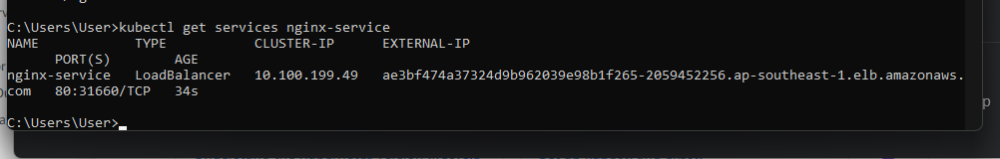 C:\Users\User>kubectl get services nginx-service
NAME TYPE CLUSTER-IP EXTERNAL-IP
PORT(S) AGE
nginx-service LoadBalancer 10.100.199.49 ae3bf474a37324d9b962039e98b1f265-2059452256.ap-southeast-1.elb.amazonaws.
com 80:31660/TCP 34s
C:\Users\User>